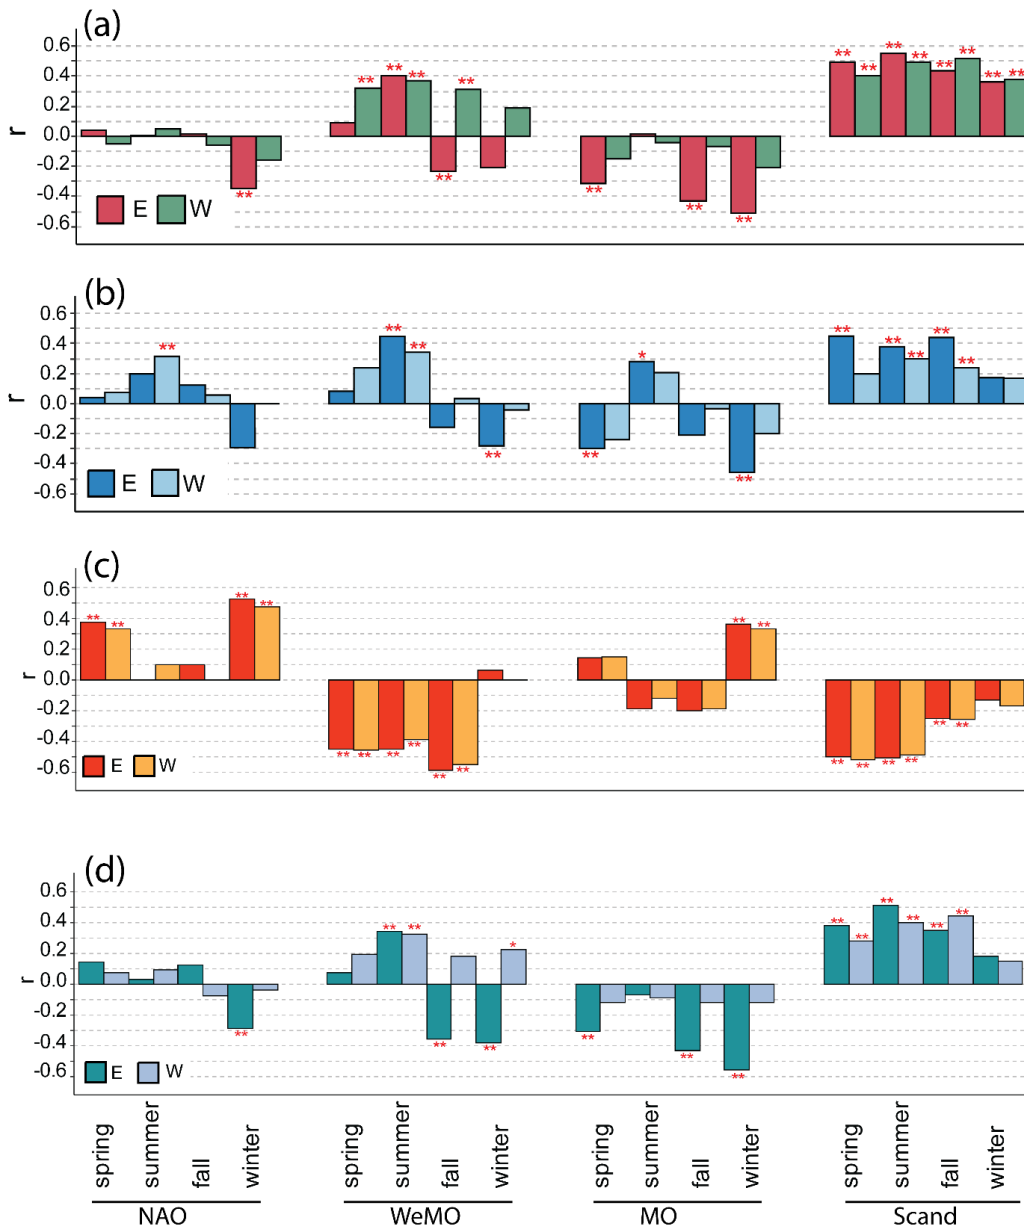 (a)
** ** ** ** ** ** ** **
0.6
** ** ** **
0.4
0.2
r
0.0
-0.2
** **
-0.4
** ** **
E W
-0.6
(b)
0.6
** ** **
0.4
** ** * ** ** **
0.2
r
0.0
-0.2
** ** **
-0.4
E W
-0.6
(c)
0.6
** ** ** **
0.4
** ** ** **
0.2
r
0.0
-0.2
** **
-0.4
** ** ** ** ** ** ** ** ** **
E W
-0.6
(d)
0.6
** ** ** ** ** ** **
0.4
** ** *
0.2
r
0.0
-0.2
** ** ** ** ** **
-0.4
E W
-0.6
spring summer fall winter spring summer fall winter spring summer fall winter spring summer fall winter
NAO WeMO MO Scand